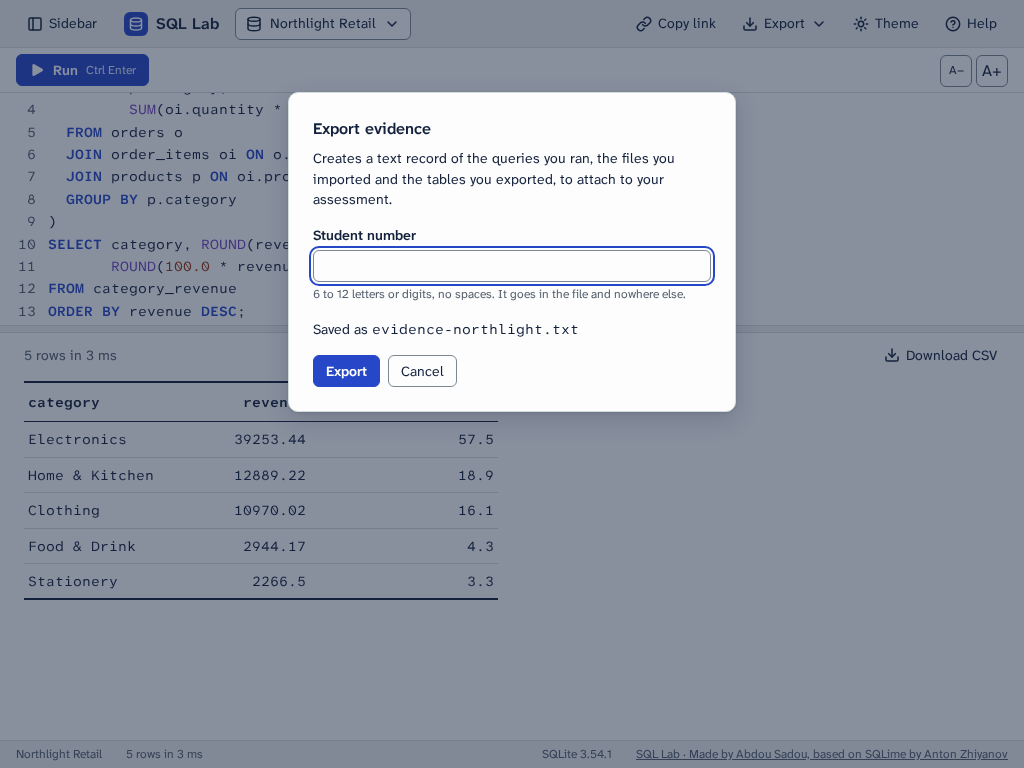 Sidebar
SQL Lab
Northlight Retail
Copy link
Export
Theme
Help
Run Ctrl Enter
A−
A+
4 SUM(oi.quantity *
5 FROM orders o
6 JOIN order_items oi ON o.
7 JOIN products p ON oi.pro
8 GROUP BY p.category
9 )
10 SELECT category, ROUND(reve
11 ROUND(100.0 * revenu
12 FROM category_revenue
13 ORDER BY revenue DESC;
Export evidence
Creates a text record of the queries you ran, the files you
imported and the tables you exported, to attach to your
assessment.
Student number
6 to 12 letters or digits, no spaces. It goes in the file and nowhere else.
Saved as evidence-northlight.txt
Export
Cancel
5 rows in 3 ms
Download CSV
category reven
Electronics 39253.44 57.5
Home & Kitchen 12889.22 18.9
Clothing 10970.02 16.1
Food & Drink 2944.17 4.3
Stationery 2266.5 3.3
Northlight Retail
5 rows in 3 ms
SQLite 3.54.1
SQL Lab · Made by Abdou Sadou, based on SQLime by Anton Zhiyanov